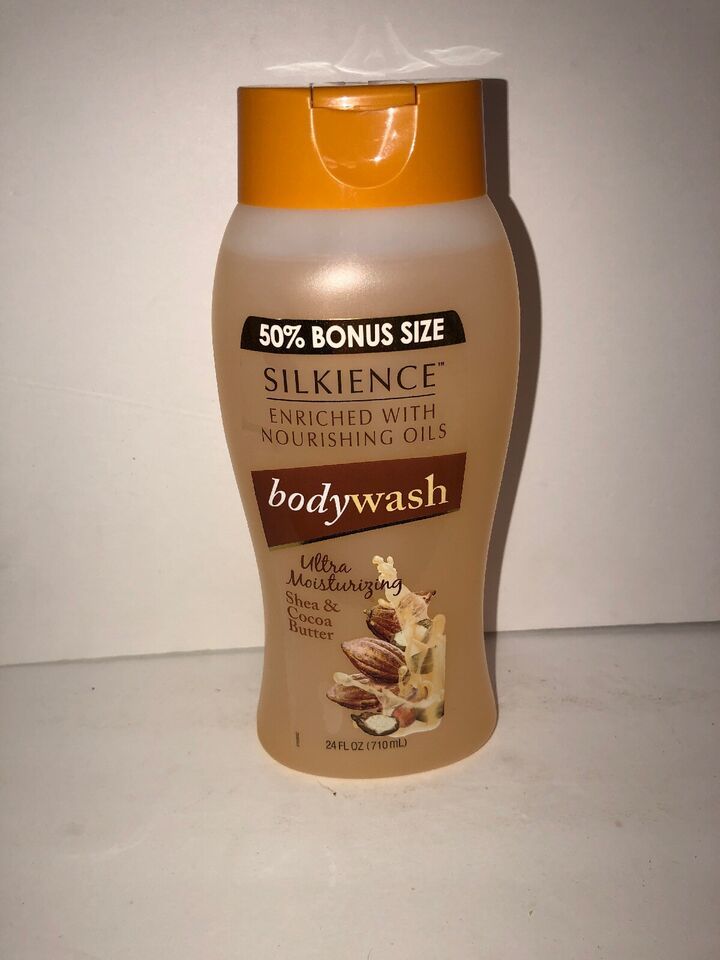 50% BONUS SIZE
SILKIENCE™
ENRICHED WITH
NOURISHING OILS
bodywash
Ultra
Moisturizing
Shea &
Cocoa
Butter
24 FL OZ (710 mL)